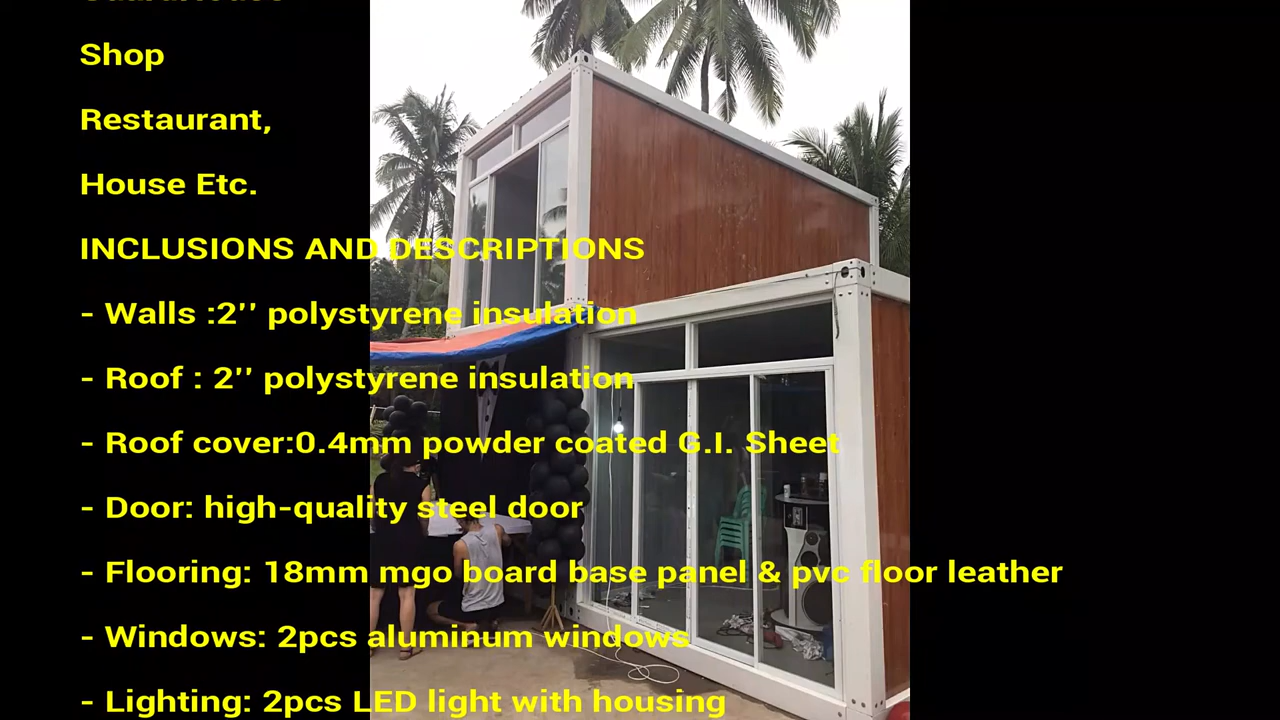 Shop
Restaurant,
House Etc.
INCLUSIONS AND DESCRIPTIONS
- Walls :2'' polystyrene insulation
- Roof : 2'' polystyrene insulation
- Roof cover:0.4mm powder coated G.I. Sheet
- Door: high-quality steel door
- Flooring: 18mm mgo board base panel & pvc floor leather
- Windows: 2pcs aluminum windows
- Lighting: 2pcs LED light with housing